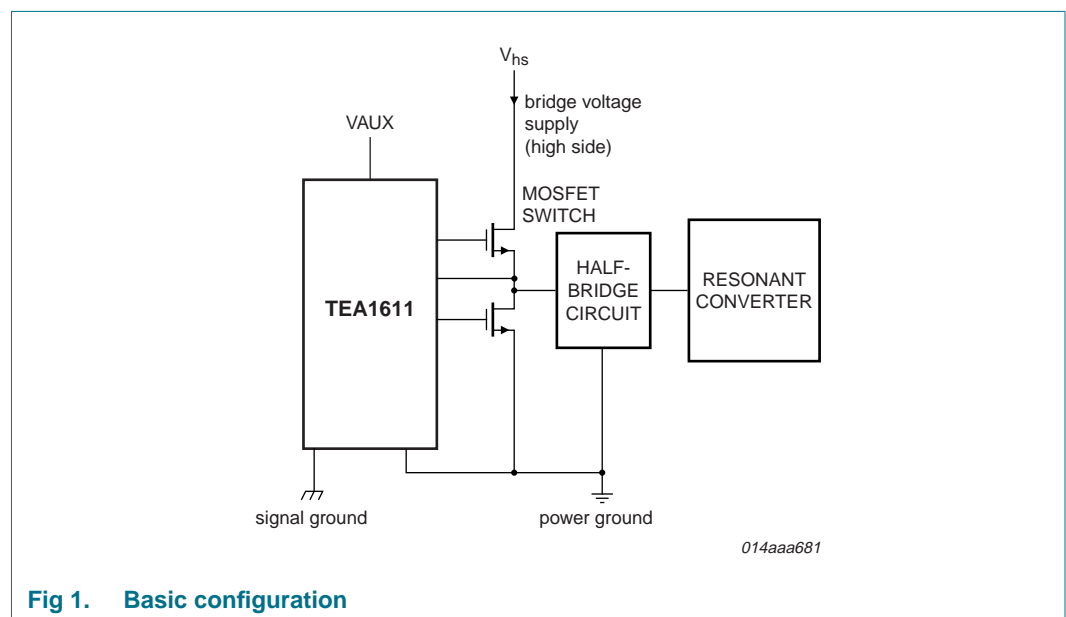 Vhs
bridge voltage
supply
(high side)
VAUX
MOSFET
SWITCH
TEA1611
HALF-
BRIDGE
CIRCUIT
RESONANT
CONVERTER
signal ground
power ground
014aaa681
Fig 1. Basic configuration